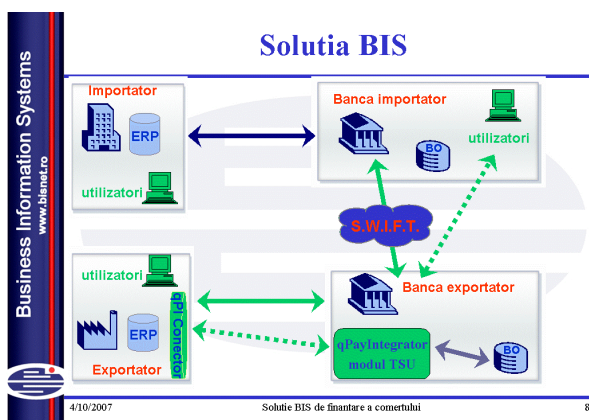 Solutia BIS
Business Information Systems
www.bisnet.ro
Importator
ERP
utilizatori
Banca importator
BO
utilizatori
S.W.I.F.T.
utilizatori
qPI Conector
ERP
Exportator
Banca exportator
qPayIntegrator
modul TSU
BO
4/10/2007
Solutie BIS de finantare a comertului
8